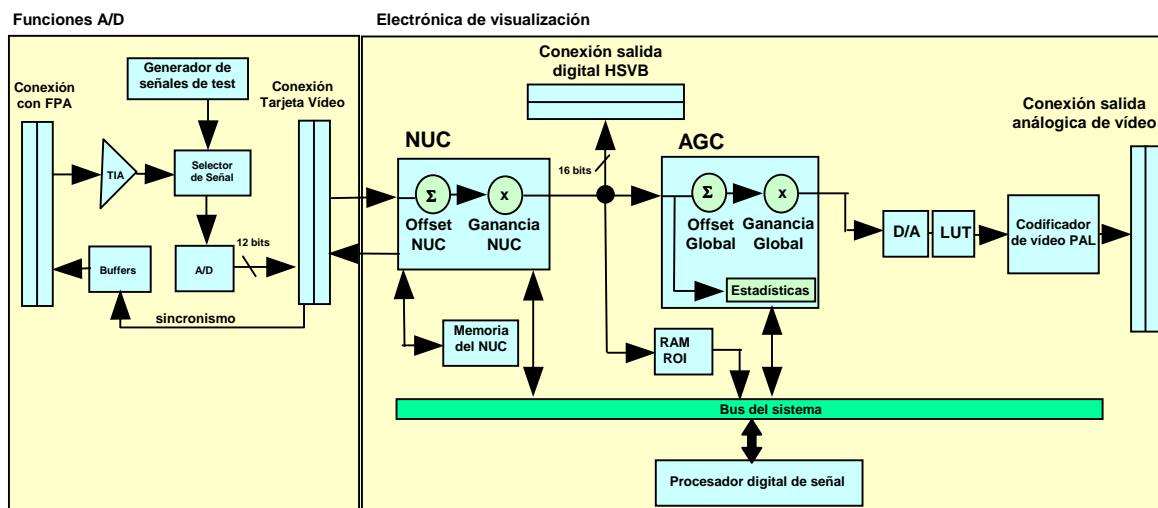 Funciones A/D
Electrónica de visualización
Generador de
señales de test
Conexión
con FPA
Conexión
Tarjeta Vídeo
TIA
Selector
de Señal
12 bits
A/D
Buffers
sincronismo
Conexión salida
digital HSVB
NUC
16 bits
Σ
x
Offset
NUC
Ganancia
NUC
Memoria
del NUC
AGC
Σ
x
Offset
Global
Ganancia
Global
Estadísticas
RAM
ROI
D/A
LUT
Codificador
de vídeo PAL
Conexión salida
análogica de vídeo
Bus del sistema
Procesador digital de señal